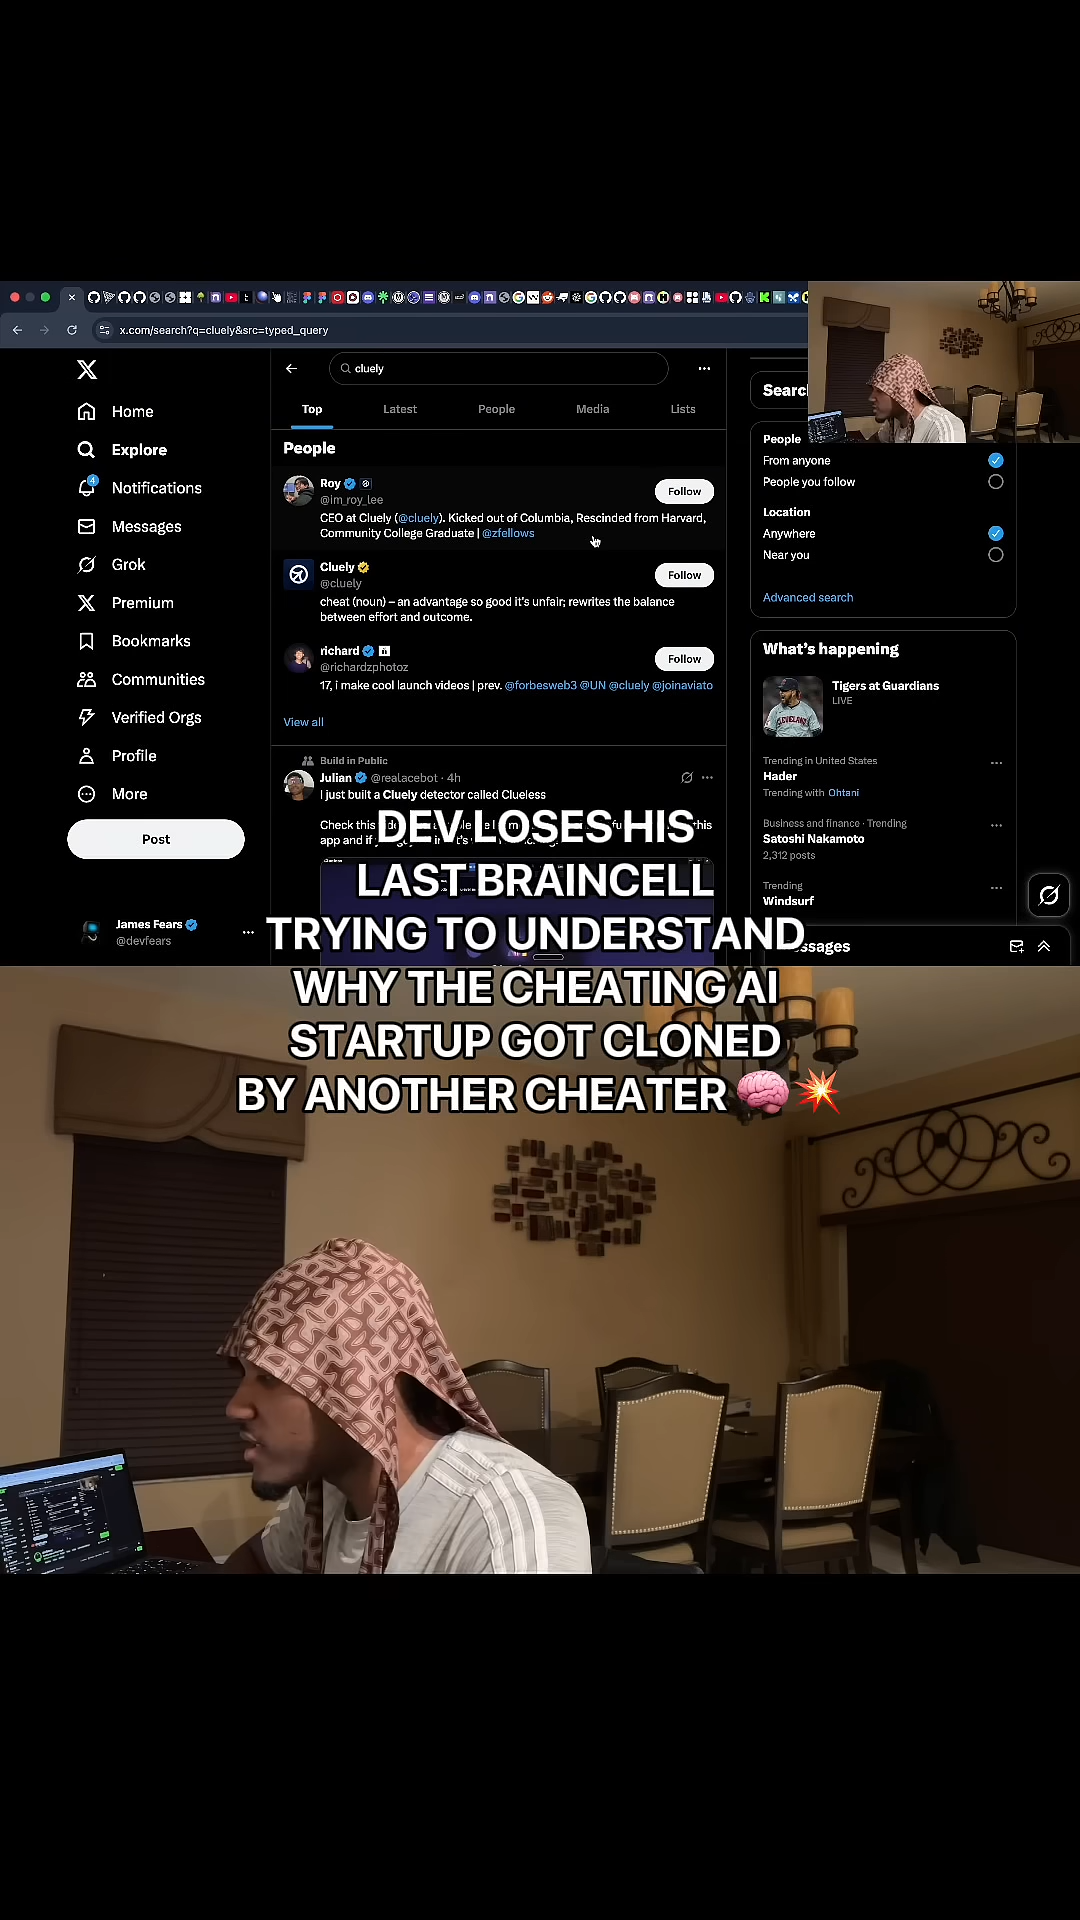 x.com/search?q=cluely&src=typed_query
cluely
Top
Latest
People
Media
Lists
Home
Explore
4
Notifications
Messages
Grok
Premium
Bookmarks
Communities
Verified Orgs
Profile
More
Post
James Fears
@devfears
People
Roy
@im_roy_lee
Follow
CEO at Cluely (@cluely). Kicked out of Columbia, Rescinded from Harvard,
Community College Graduate | @zfellows
Cluely
@cluely
Follow
cheat (noun) – an advantage so good it's unfair; rewrites the balance
between effort and outcome.
richard
@richardzphotoz
Follow
17, i make cool launch videos | prev. @forbesweb3 @UN @cluely @joinaviato
View all
Build in Public
Julian @realacebot · 4h
I just built a Cluely detector called Clueless
Check this
this
app and if
People
From anyone
People you follow
Location
Anywhere
Near you
Advanced search
What's happening
Tigers at Guardians
LIVE
CLEVELAND
Trending in United States
Hader
Trending with Ohtani
Business and finance · Trending
Satoshi Nakamoto
2,312 posts
Trending
Windsurf
DEV LOSES HIS
LAST BRAINCELL
TRYING TO UNDERSTAND
WHY THE CHEATING AI
STARTUP GOT CLONED
BY ANOTHER CHEATER 🧠💥